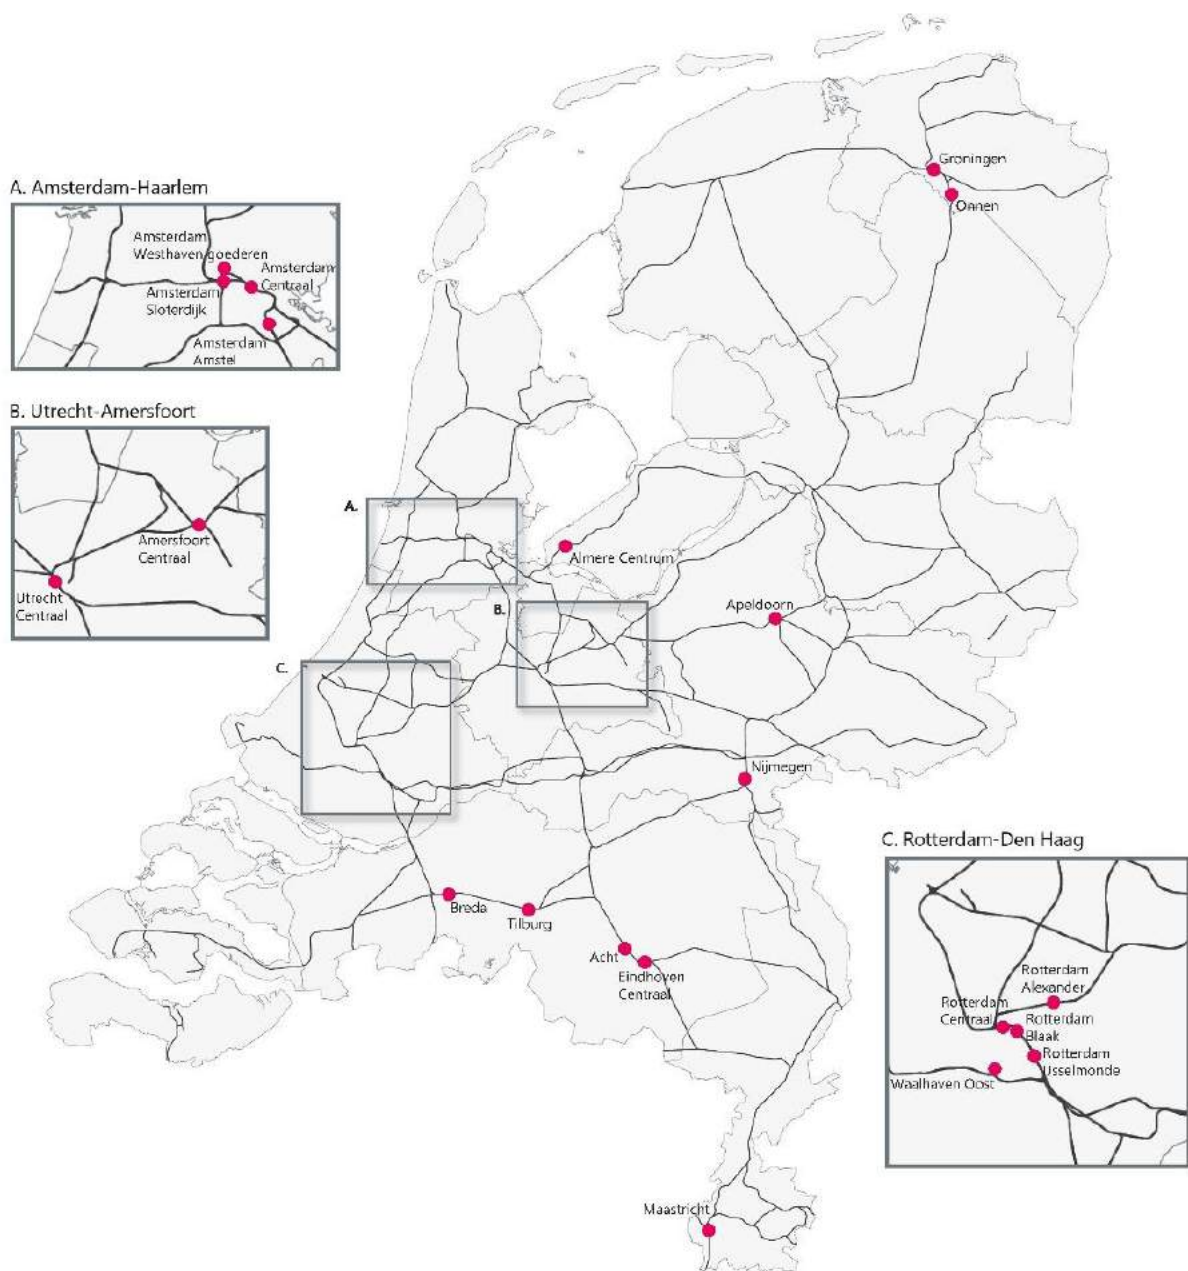 Groningen
Onnen
A. Amsterdam-Haarlem
Amsterdam
Westhaven goederen
Amsterdam
Centraal
Amsterdam
Sloterdijk
Amsterdam
Amstel
B. Utrecht-Amersfoort
Amersfoort
Centraal
Utrecht
Centraal
A.
Almere Centrum
B.
Apeldoorn
C.
Nijmegen
Breda
Tilburg
Acht
Eindhoven
Centraal
Maastricht
C. Rotterdam-Den Haag
Rotterdam
Alexander
Rotterdam
Centraal
Rotterdam
Blaak
Rotterdam
IJsselmonde
Waalhaven Oost